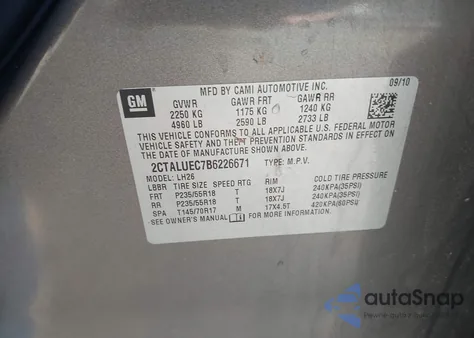 GM
MFD BY CAMI AUTOMOTIVE INC. 09/10
GVWR GAWR FRT GAWR RR
2250 KG 1175 KG 1240 KG
4960 LB 2590 LB 2733 LB
THIS VEHICLE CONFORMS TO ALL APPLICABLE U.S. FEDERAL MOTOR
VEHICLE SAFETY AND THEFT PREVENTION STANDARDS IN EFFECT
ON THE DATE OF MANUFACTURE SHOWN ABOVE.
2CTALUEC7B6226671 TYPE: M.P.V.
MODEL: LH26
LBBR TIRE SIZE SPEED RTG RIM COLD TIRE PRESSURE
FRT P235/55R18 T 18X7J 240KPA(35PSI)
RR P235/55R18 T 18X7J 240KPA(35PSI)
SPA T145/70R17 M 17X4.5T 420KPA(60PSI)
SEE OWNER'S MANUAL FOR ADDITIONAL INFORMATION.
autoSnap